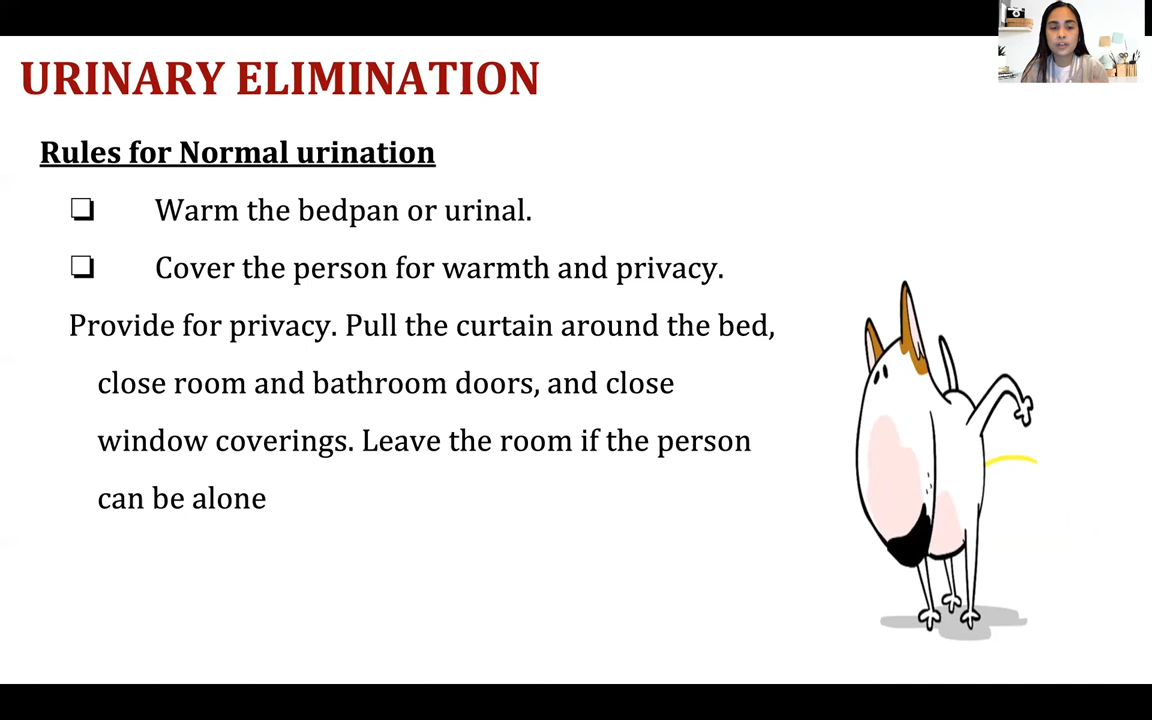 URINARY ELIMINATION
Rules for Normal urination
❑ Warm the bedpan or urinal.
❑ Cover the person for warmth and privacy.
Provide for privacy. Pull the curtain around the bed,
close room and bathroom doors, and close
window coverings. Leave the room if the person
can be alone